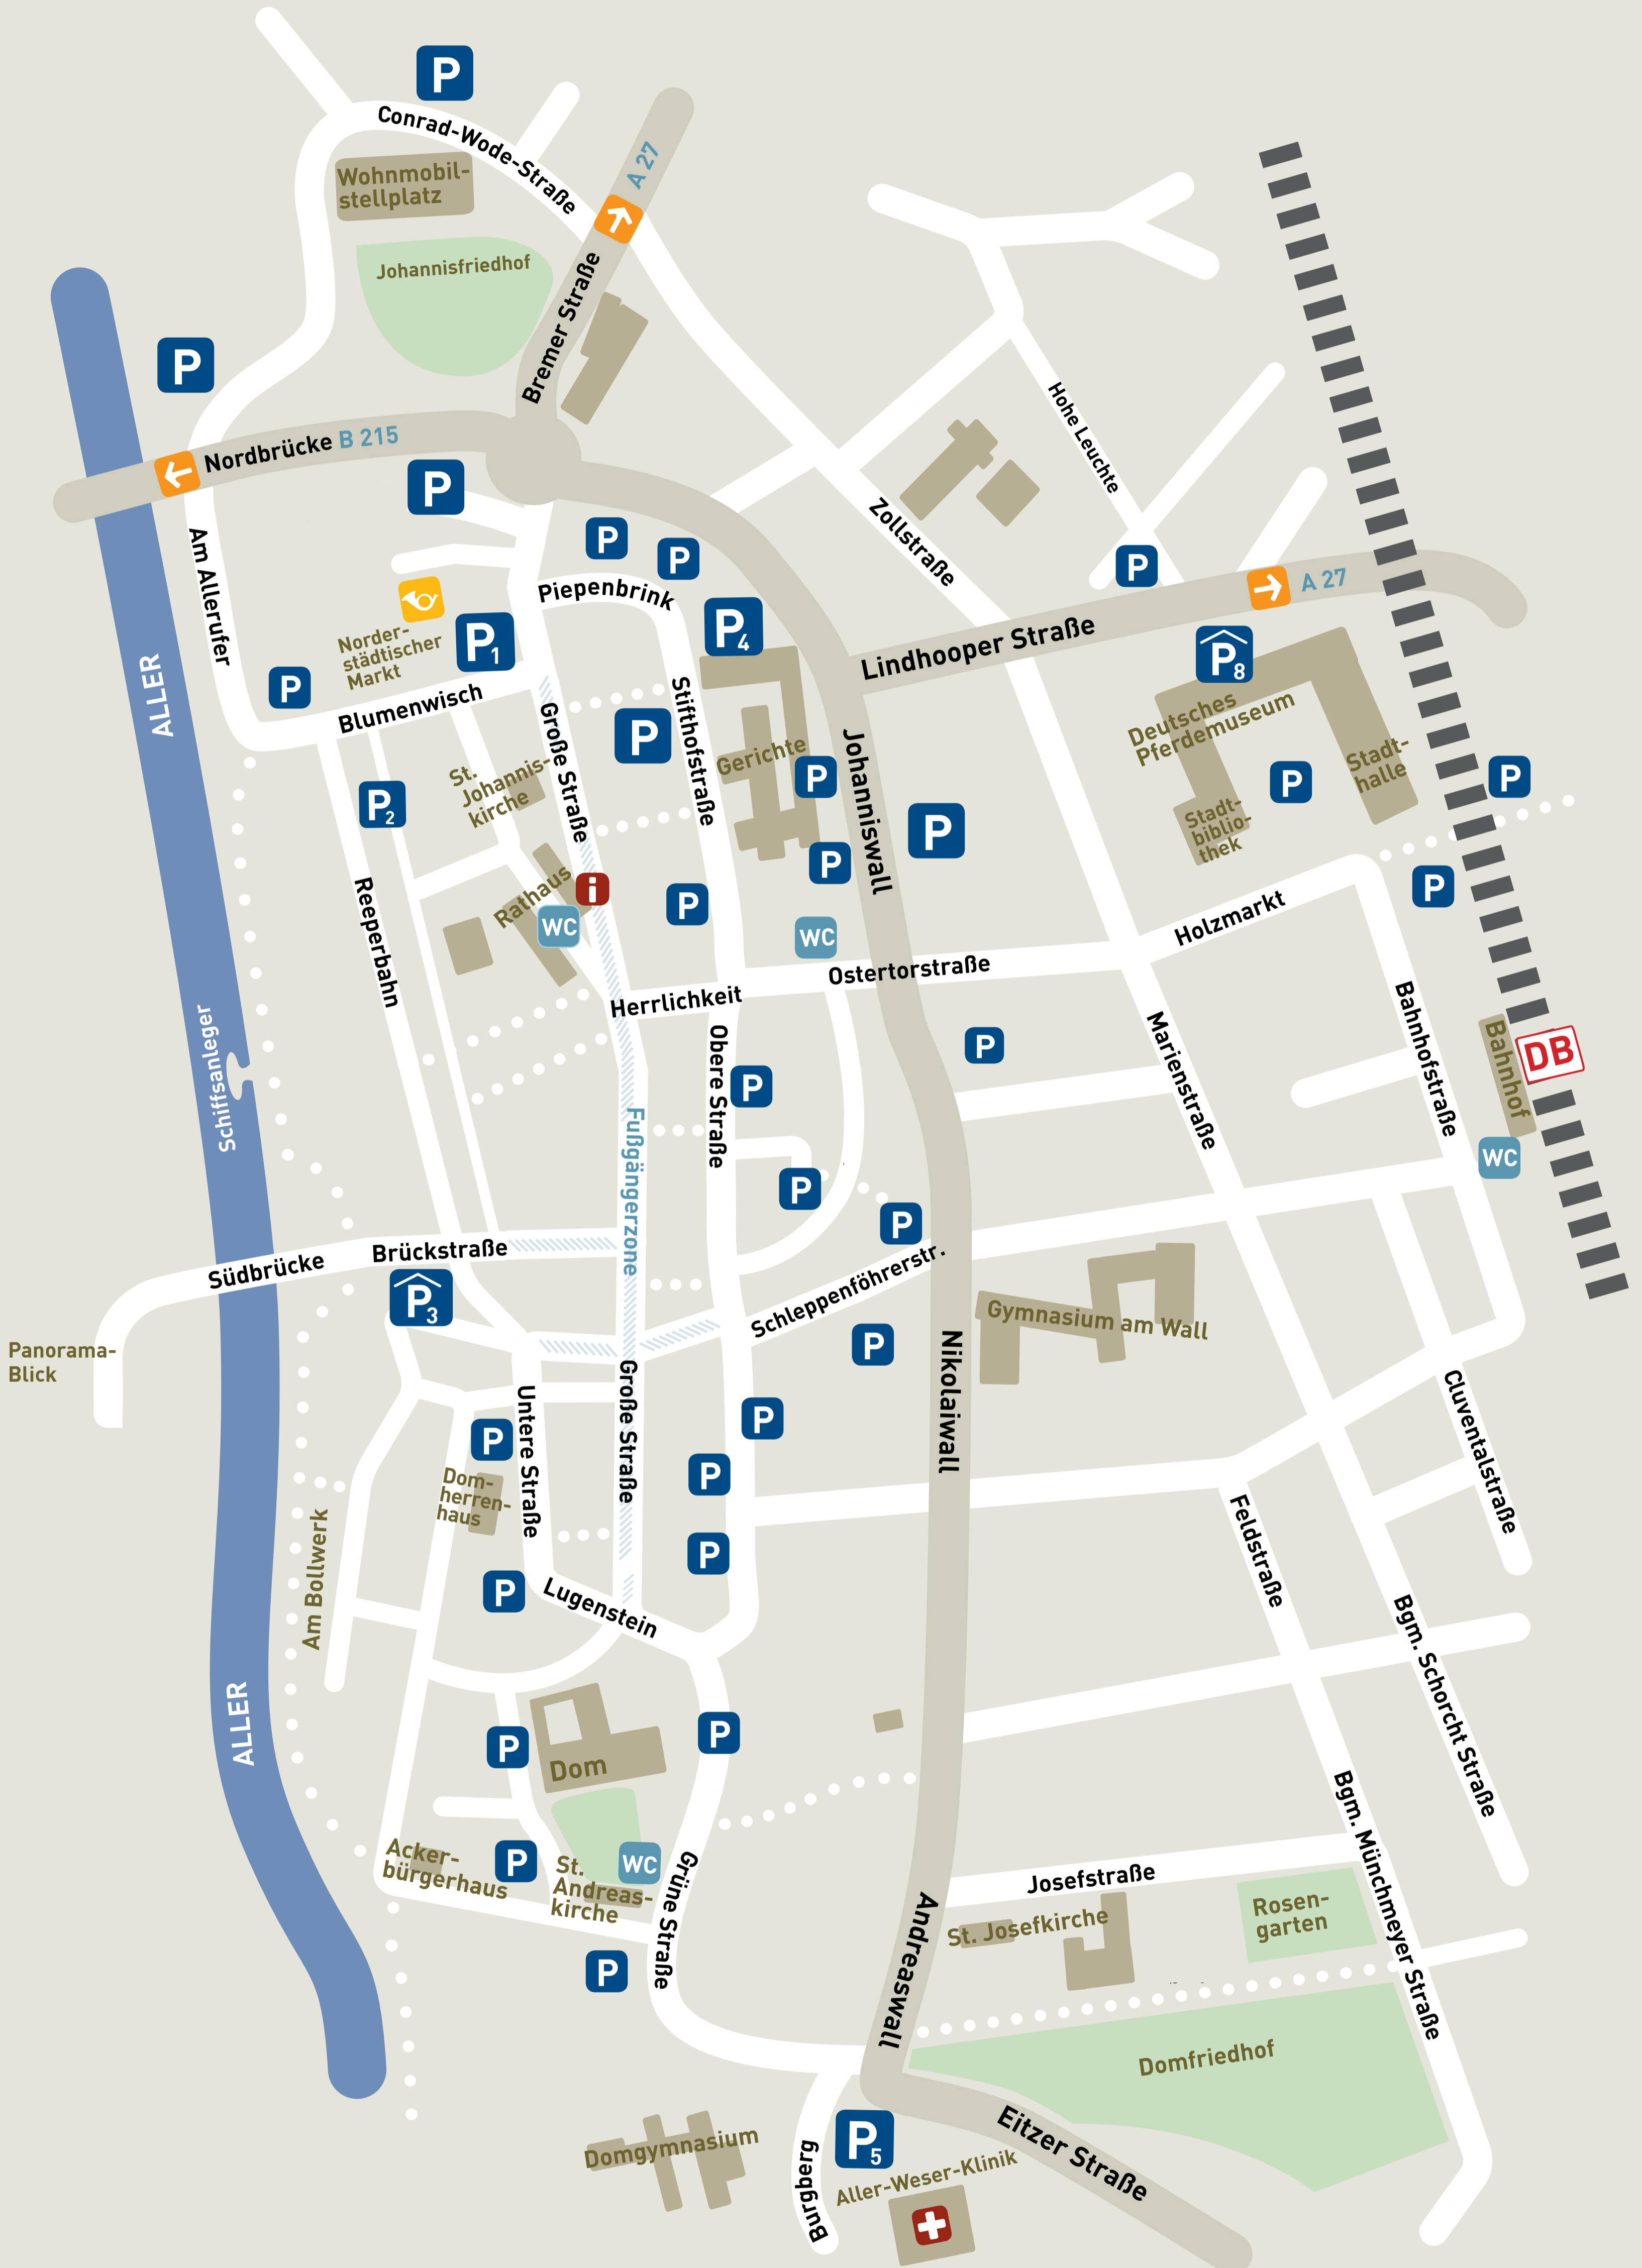 P
Conrad-Wode-Straße
A 27
Wohnmobil-
stellplatz
Johannisfriedhof
Bremer Straße
P
Nordbrücke B 215
Hohe Leuchte
P
Zollstraße
P
P
P
Am Allerufer
A 27
Piepenbrink
P4
Lindhooper Straße
P1
P8
Norder-
städtischer
Markt
P
Blumenwisch
ALLER
Große Straße
P
Stifthofstraße
Gerichte
P
Johanniswall
Deutsches
Pferdemuseum
Stadt-
halle
P
P
St.
Johannis-
kirche
P2
P
Stadt-
biblio-
thek
P
P
Rathaus
i
WC
P
WC
Reeperbahn
Holzmarkt
Ostertorstraße
Herrlichkeit
Schiffsanleger
Obere Straße
P
P
Marienstraße
Bahnhofstraße
Bahnhof
DB
WC
Fußgängerzone
P
P
Brückstraße
Südbrücke
P3
Schleppenföhrerstr.
Panorama-
Blick
Gymnasium am Wall
P
Nikolaiwall
Große Straße
Untere Straße
P
P
P
Cluventalstraße
Dom-
herren-
haus
Am Bollwerk
P
P
Feldstraße
Lugenstein
Bgm. Schorcht Straße
ALLER
P
P
Dom
Bgm. Münchmeyer Straße
Acker-
bürgerhaus
P
St.
Andreas-
kirche
WC
Grüne Straße
Josefstraße
St. Josefkirche
Rosen-
garten
P
Andreaswall
Domfriedhof
Eitzer Straße
P5
Domgymnasium
Burgberg
Aller-Weser-Klinik